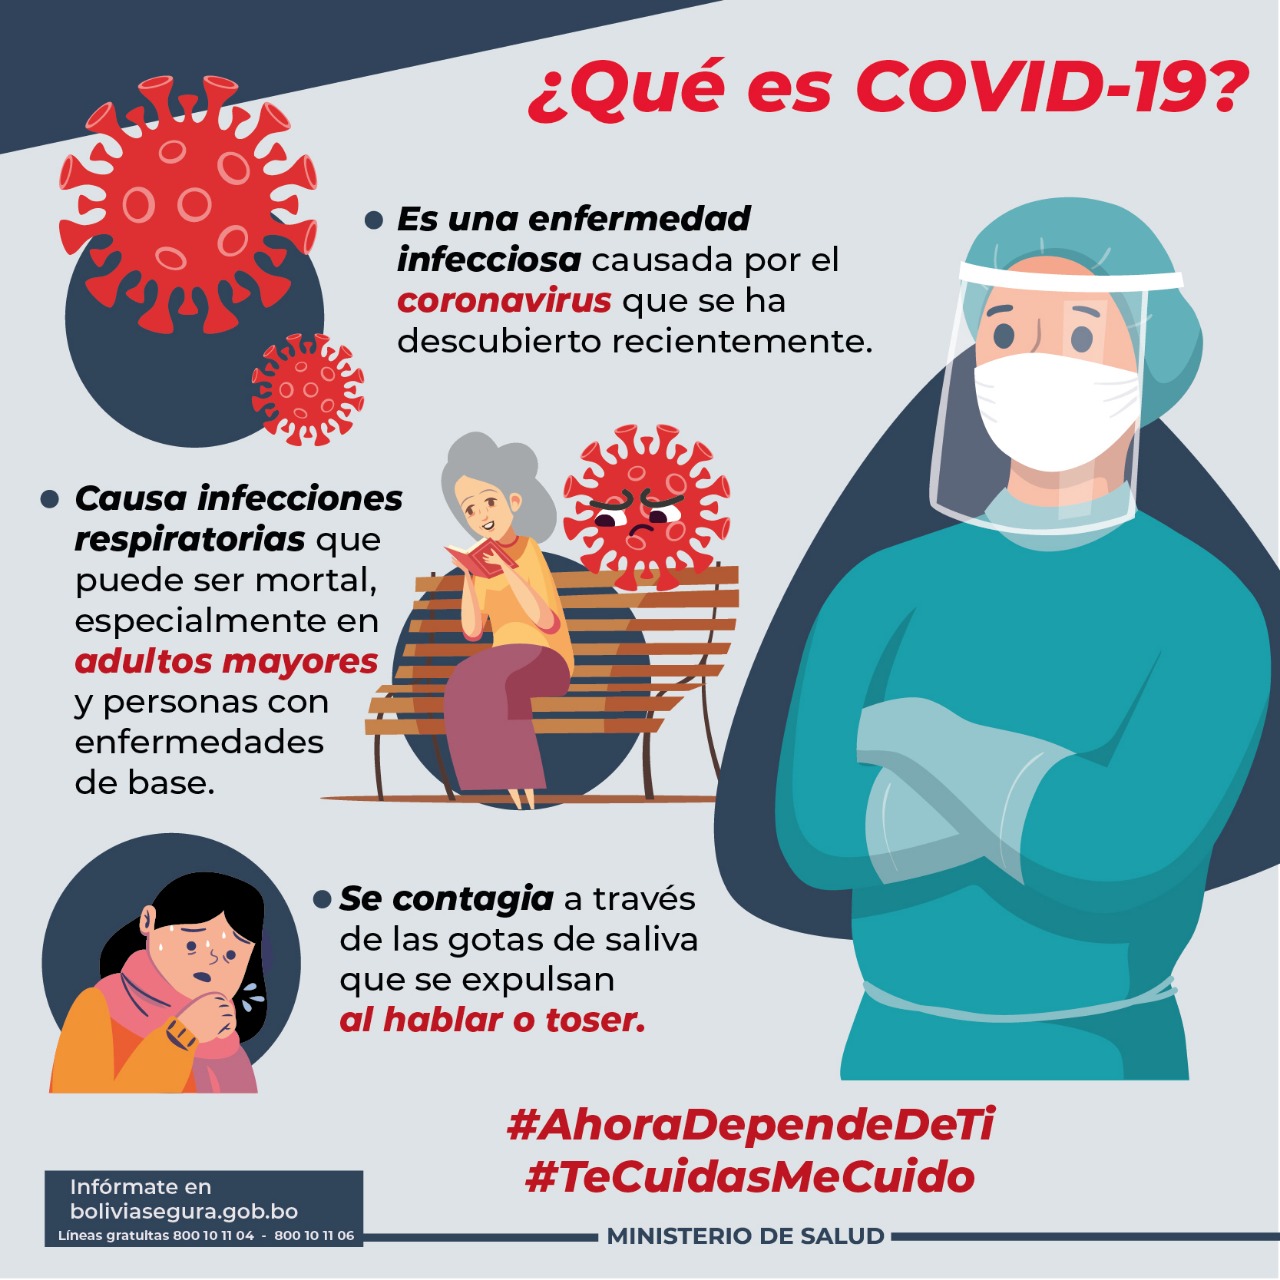 ¿Qué es COVID-19?
Es una enfermedad
infecciosa causada por el
coronavirus que se ha
descubierto recientemente.
Causa infecciones
respiratorias que
puede ser mortal,
especialmente en
adultos mayores
y personas con
enfermedades
de base.
Se contagia a través
de las gotas de saliva
que se expulsan
al hablar o toser.
#AhoraDependeDeTi
#TeCuidasMeCuido
Infórmate en
boliviasegura.gob.bo
Líneas gratuitas 800 10 11 04 - 800 10 11 06
MINISTERIO DE SALUD